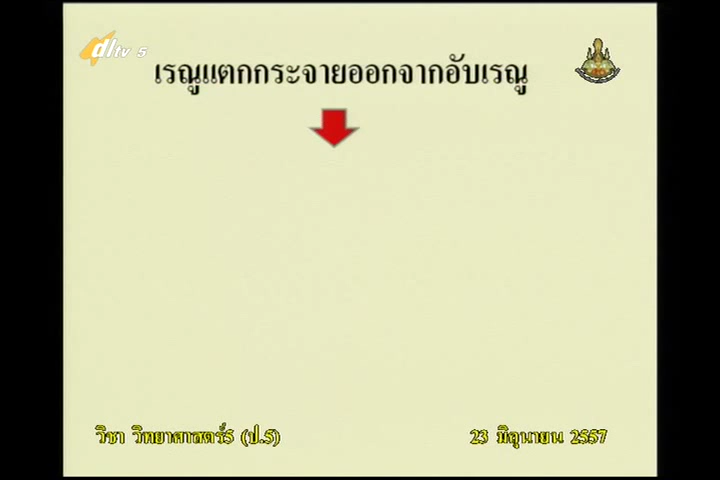 dltv 5
เรณูแตกกระจายออกจากอับเรณู
วิชา วิทยาศาสตร์5 (ป.5)
23 มิถุนายน 2557